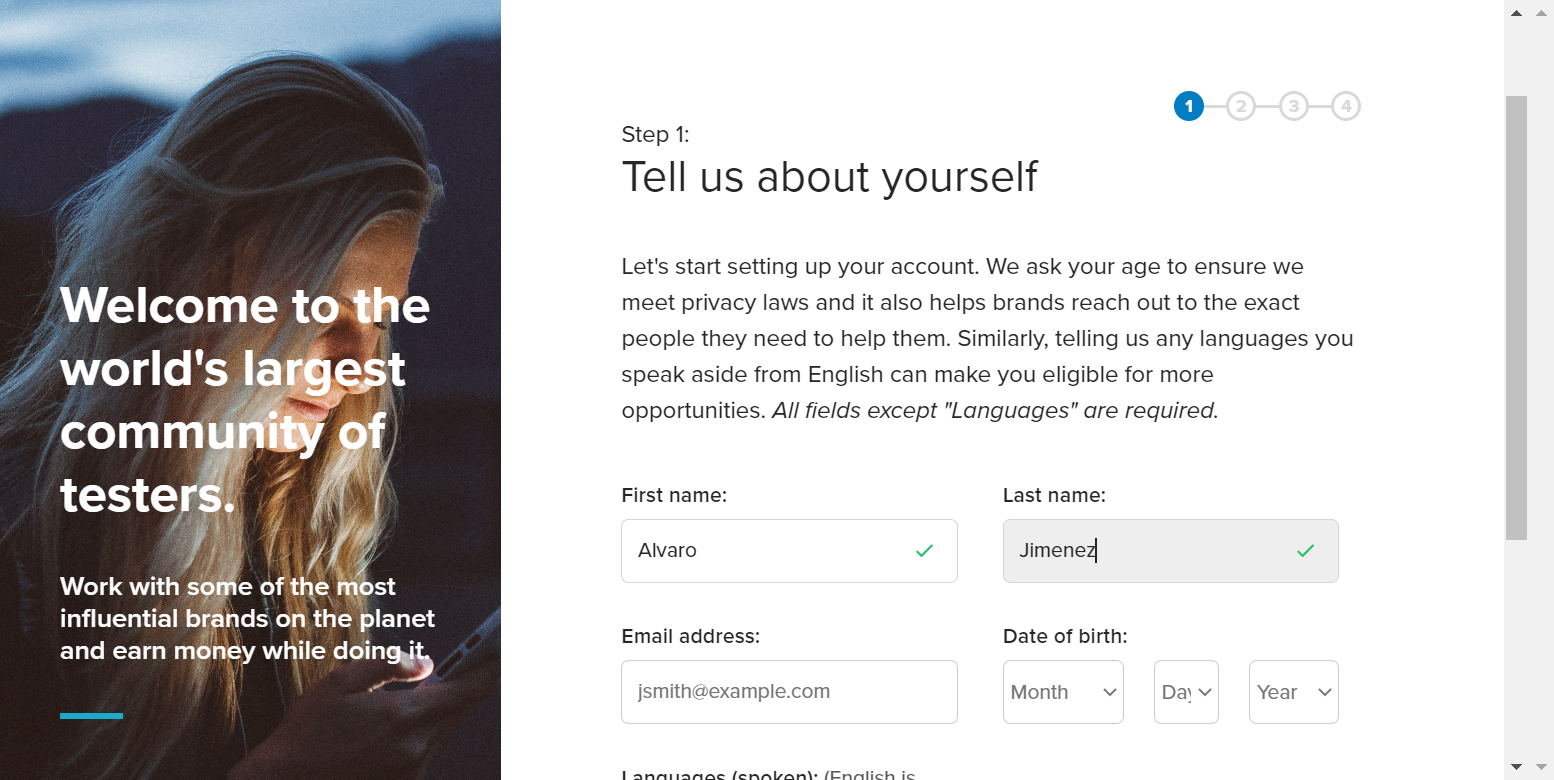 Welcome to the
world's largest
community of
testers.
Work with some of the most
influential brands on the planet
and earn money while doing it.
1 2 3 4
Step 1:
Tell us about yourself
Let's start setting up your account. We ask your age to ensure we
meet privacy laws and it also helps brands reach out to the exact
people they need to help them. Similarly, telling us any languages you
speak aside from English can make you eligible for more
opportunities. All fields except "Languages" are required.
First name: Last name:
Alvaro Jimenez
Email address: Date of birth:
jsmith@example.com Month Day Year
Languages (spoken): (English is